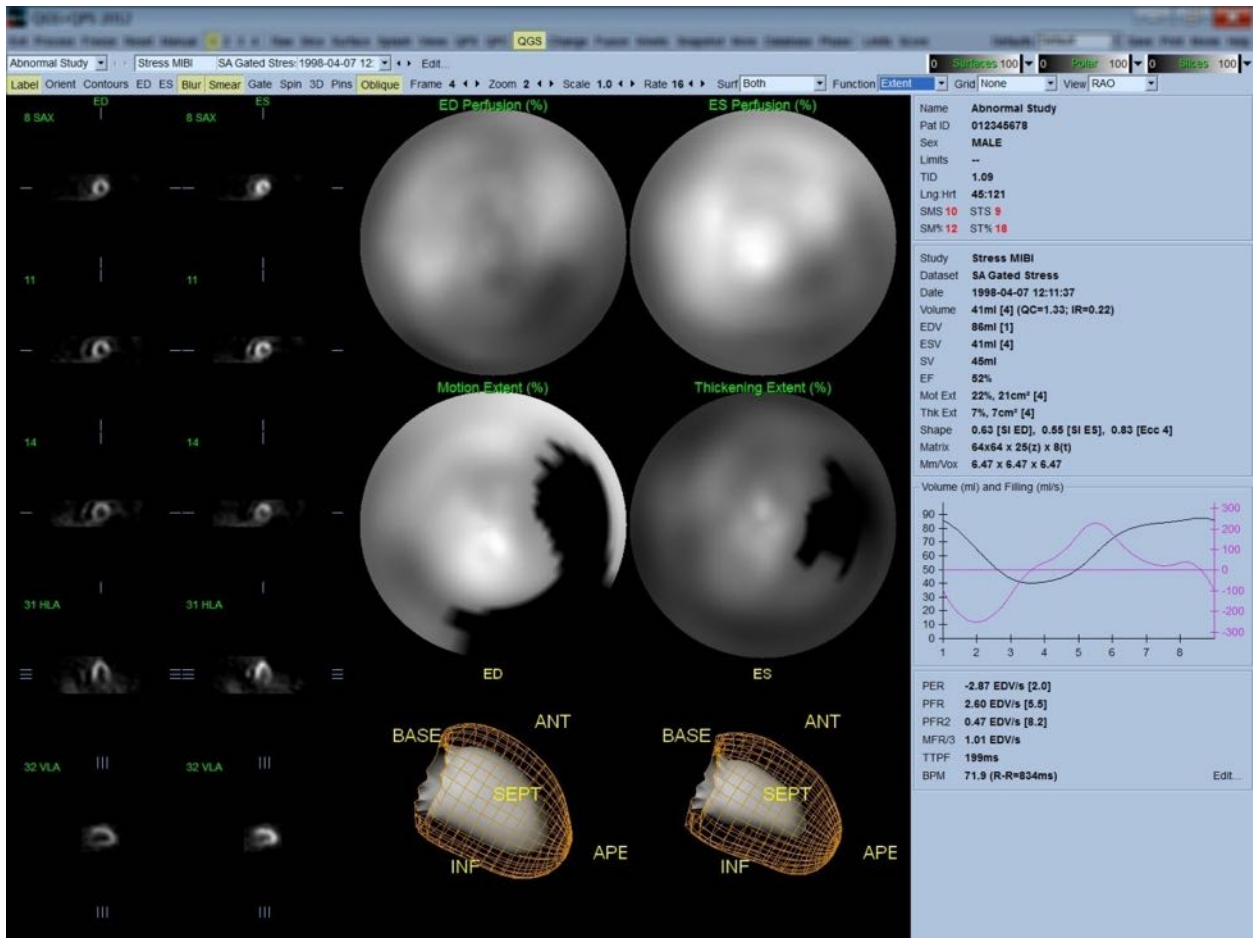 QGS+QPS 2012
QGS
Abnormal Study Stress MIBI SA Gated Stres: 1998-04-07 12: Edit...
0 Surfaces 100 0 Polar 100 0 Slices 100
Label Orient Contours ED ES Blur Smear Gate Spin 3D Pins Oblique Frame 4 Zoom 2 Scale 1.0 Rate 16 Surf Both Function Extent Grid None View RAO
ED ES
8 SAX 8 SAX
11 11
14 14
31 HLA 31 HLA
32 VLA 32 VLA
ED Perfusion (%) ES Perfusion (%)
Motion Extent (%) Thickening Extent (%)
ED ES
BASE ANT SEPT INF APE
BASE ANT SEPT INF APE
Name Abnormal Study
Pat ID 012345678
Sex MALE
Limits --
TID 1.09
Lng:Hrt 45:121
SMS 10 STS 9
SM% 12 ST% 18
Study Stress MIBI
Dataset SA Gated Stress
Date 1998-04-07 12:11:37
Volume 41ml [4] (QC=1.33; IR=0.22)
EDV 86ml [1]
ESV 41ml [4]
SV 45ml
EF 52%
Mot Ext 22%, 21cm² [4]
Thk Ext 7%, 7cm² [4]
Shape 0.63 [SI ED], 0.55 [SI ES], 0.83 [Ecc 4]
Matrix 64x64 x 25(z) x 8(t)
Mm/Vox 6.47 x 6.47 x 6.47
Volume (ml) and Filling (ml/s)
90 300
80 200
70
60 100
50 0
40
30 -100
20 -200
10
0 -300
1 2 3 4 5 6 7 8
PER -2.87 EDV/s [2.0]
PFR 2.60 EDV/s [5.5]
PFR2 0.47 EDV/s [8.2]
MFR/3 1.01 EDV/s
TTPF 199ms
BPM 71.9 (R-R=834ms) Edit...